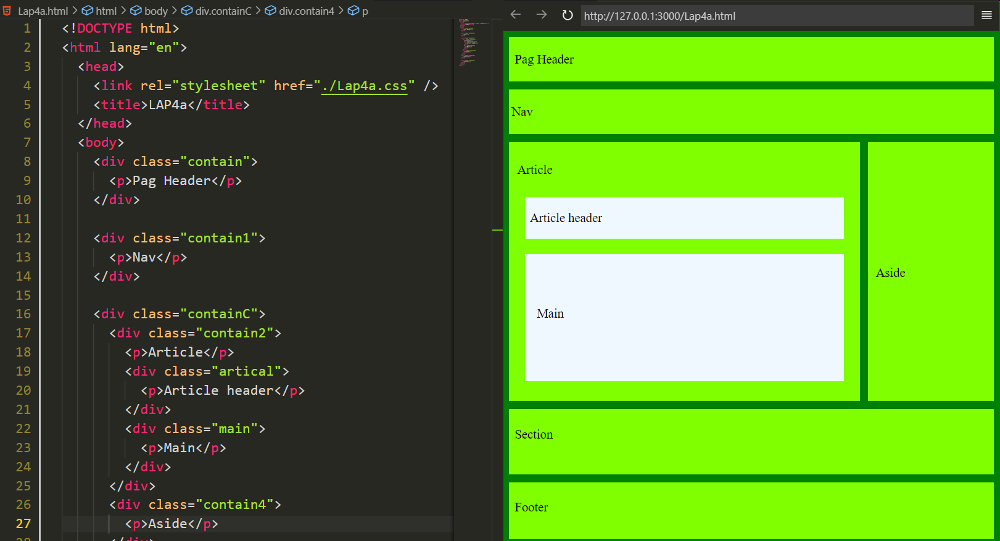 Lap4a.html > html > body > div.containC > div.contain4 > p
1 <!DOCTYPE html>
2 <html lang="en">
3 <head>
4 <link rel="stylesheet" href="./Lap4a.css" />
5 <title>LAP4a</title>
6 </head>
7 <body>
8 <div class="contain">
9 <p>Pag Header</p>
10 </div>
11
12 <div class="contain1">
13 <p>Nav</p>
14 </div>
15
16 <div class="containC">
17 <div class="contain2">
18 <p>Article</p>
19 <div class="artical">
20 <p>Article header</p>
21 </div>
22 <div class="main">
23 <p>Main</p>
24 </div>
25 </div>
26 <div class="contain4">
27 <p>Aside</p>
28 </div>
http://127.0.0.1:3000/Lap4a.html
Pag Header
Nav
Article
Article header
Main
Aside
Section
Footer